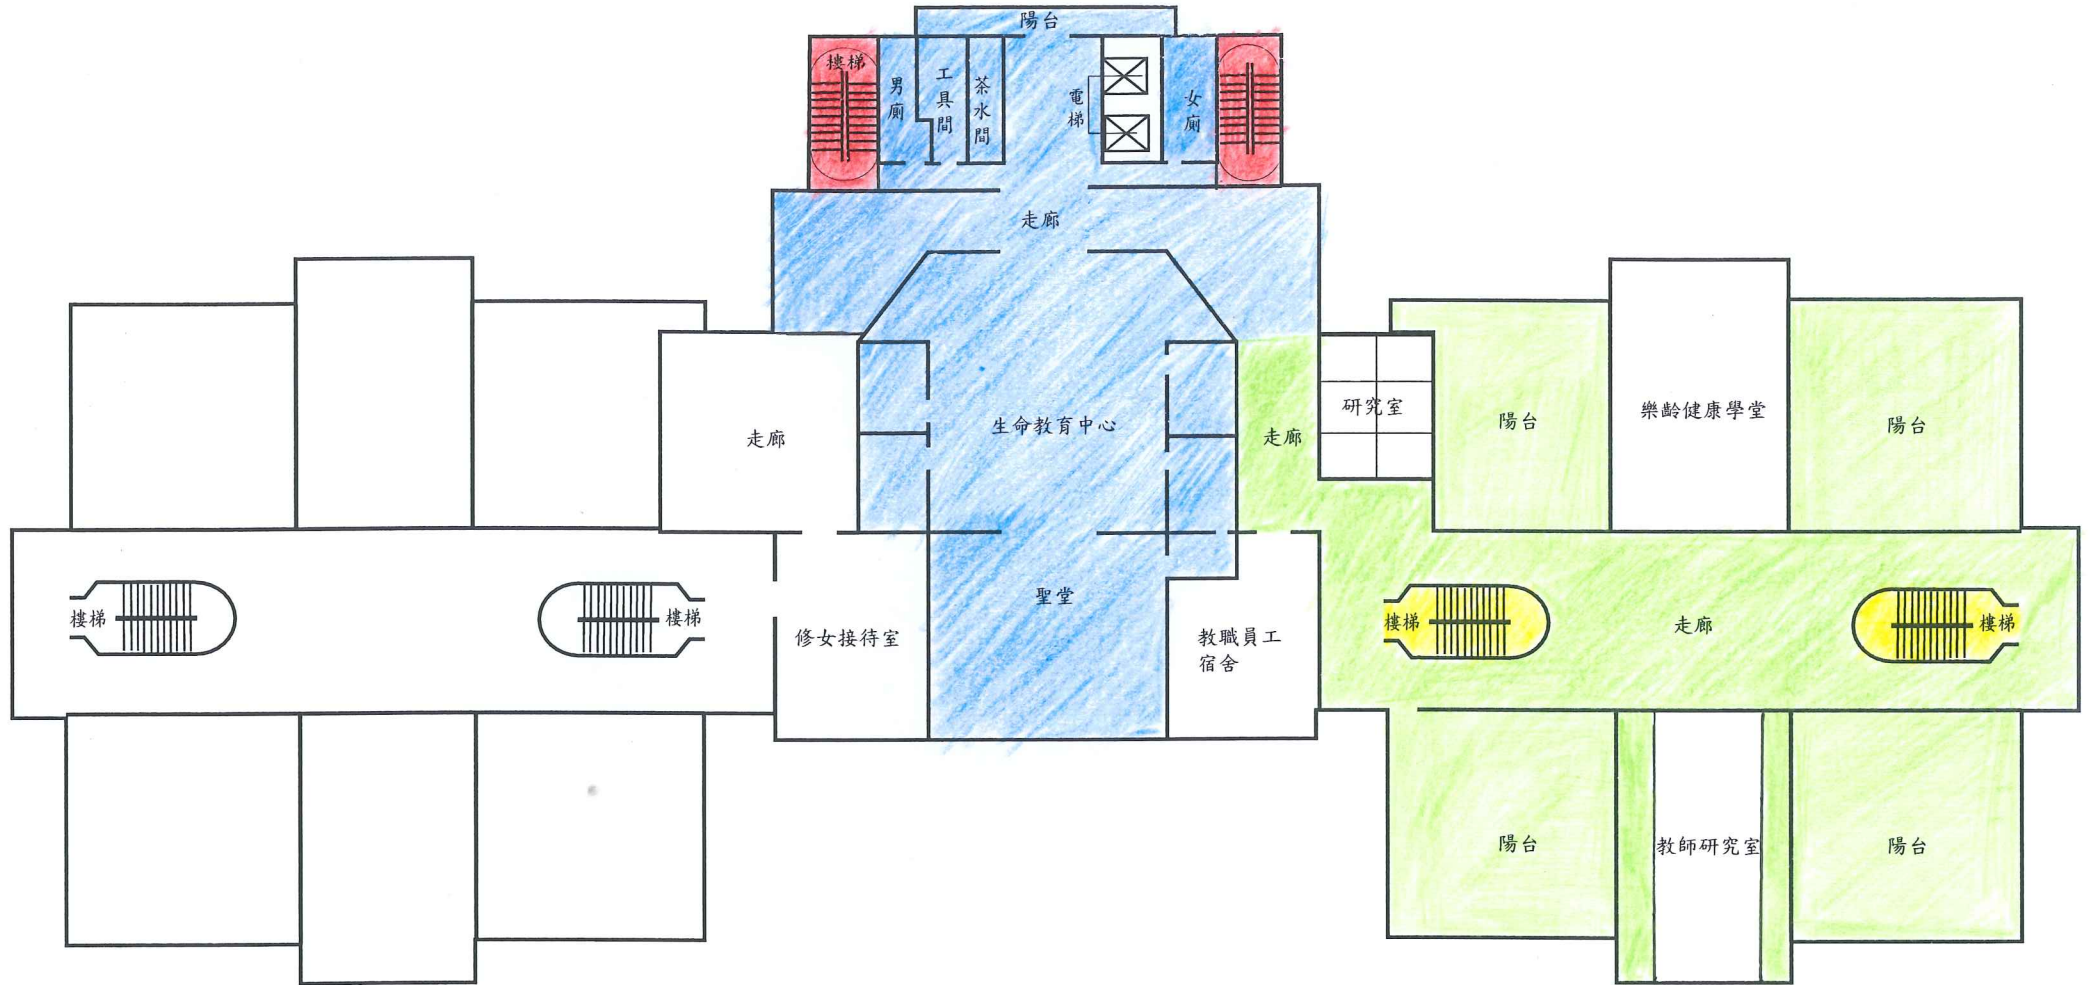 陽台
樓梯
男廁
工具間
茶水間
電梯
女廁
走廊
走廊
生命教育中心
走廊
研究室
陽台
樂齡健康學堂
陽台
樓梯
樓梯
修女接待室
聖堂
教職員工
宿舍
樓梯
走廊
樓梯
陽台
教師研究室
陽台